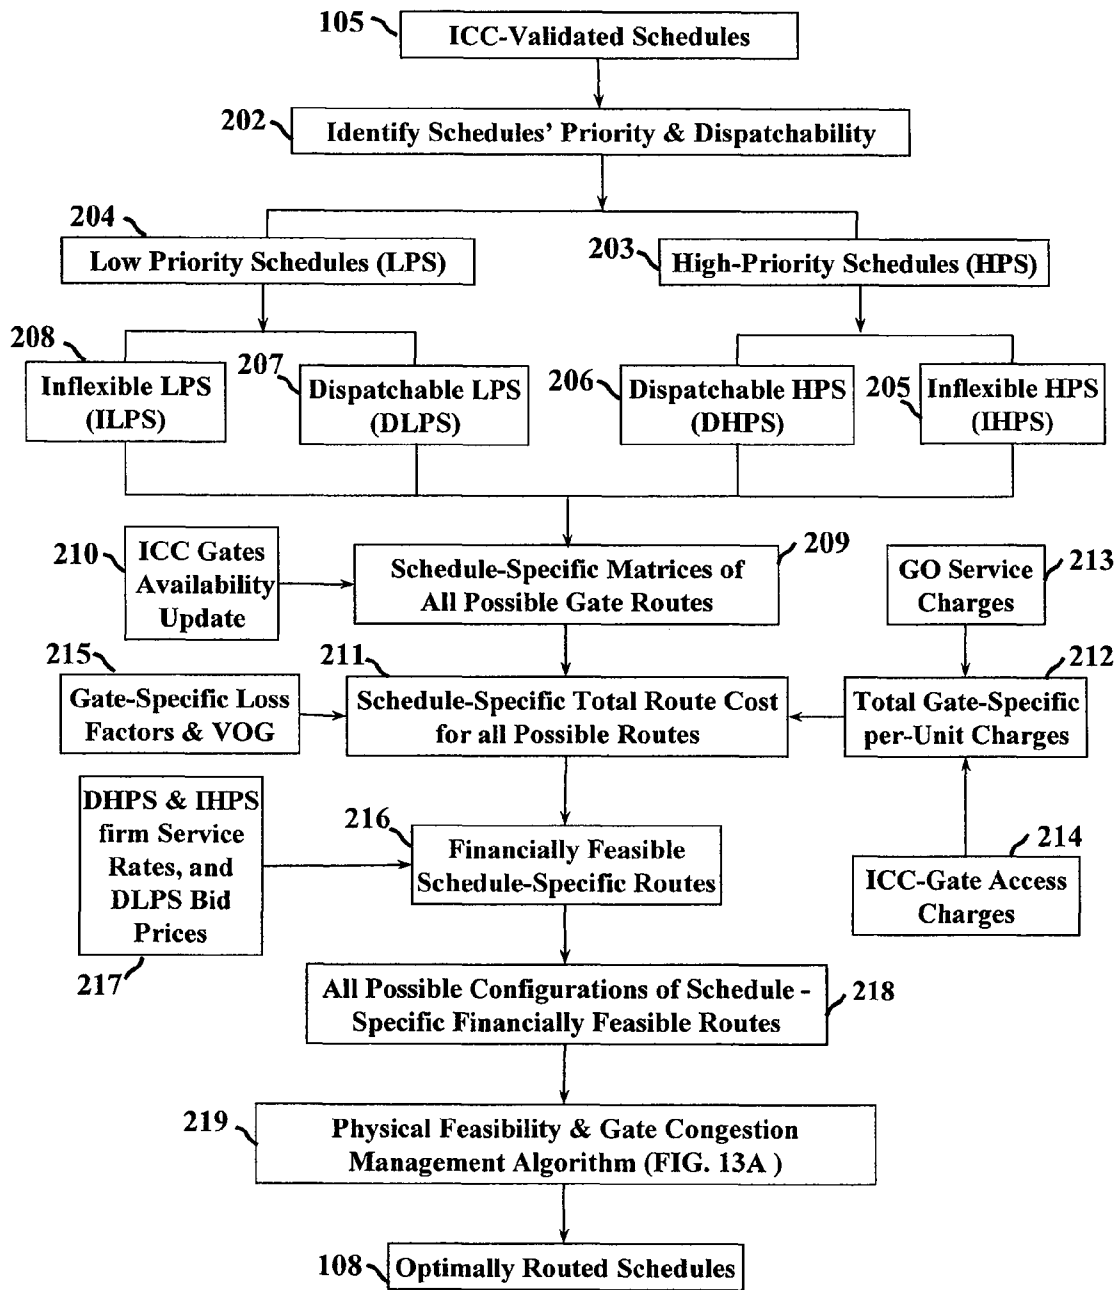 105
ICC-Validated Schedules
202
Identify Schedules' Priority & Dispatchability
204
Low Priority Schedules (LPS)
203
High-Priority Schedules (HPS)
208
Inflexible LPS
(ILPS)
207
Dispatchable LPS
(DLPS)
206
Dispatchable HPS
(DHPS)
205
Inflexible HPS
(IHPS)
210
ICC Gates
Availability
Update
209
Schedule-Specific Matrices of
All Possible Gate Routes
213
GO Service
Charges
215
Gate-Specific Loss
Factors & VOG
211
Schedule-Specific Total Route Cost
for all Possible Routes
212
Total Gate-Specific
per-Unit Charges
DHPS & IHPS
firm Service
Rates, and
DLPS Bid
Prices
217
216
Financially Feasible
Schedule-Specific Routes
214
ICC-Gate Access
Charges
All Possible Configurations of Schedule -
Specific Financially Feasible Routes
218
219
Physical Feasibility & Gate Congestion
Management Algorithm (FIG. 13A )
108
Optimally Routed Schedules